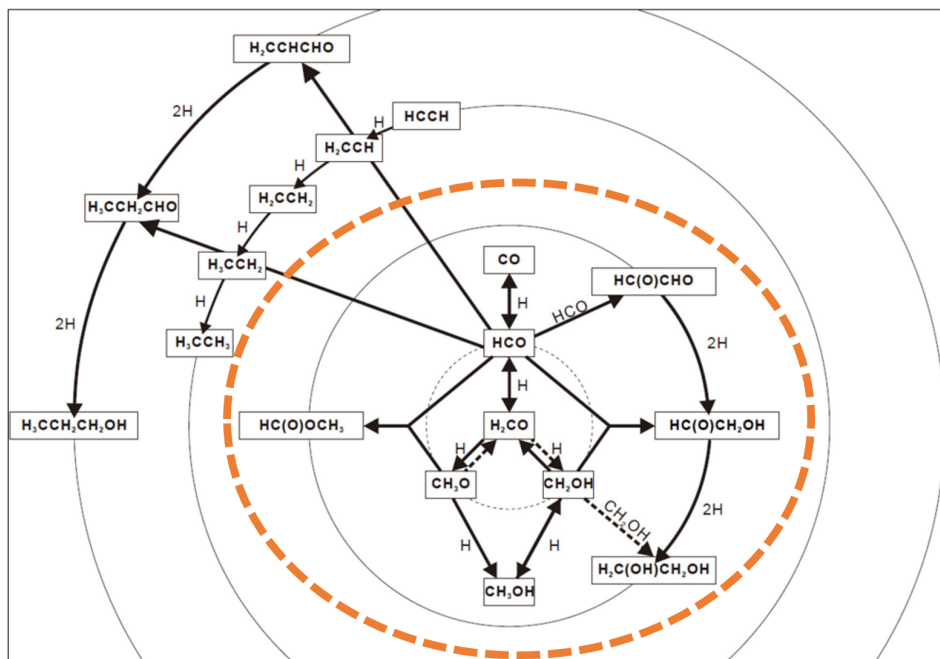 H₂CCHCHO
2H
HCCH
H
H₂CCH
H
H₂CCH₂
H₃CCH₂CHO
H
H₃CCH₂
CO
HC(O)CHO
H
H
HCO
H₃CCH₃
HCO
2H
2H
H
H₃CCH₂CH₂OH
HC(O)OCH₃
H₂CO
HC(O)CH₂OH
H
H
CH₃O
CH₂OH
CH₂OH
2H
H
H
H₂C(OH)CH₂OH
CH₃OH